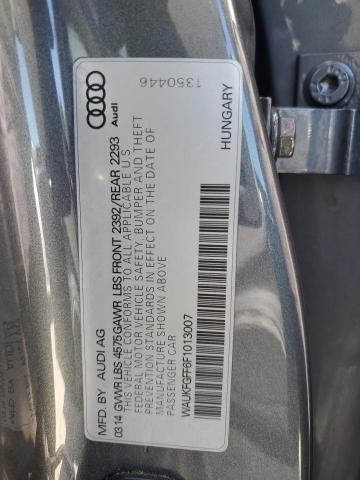 MFD. BY AUDI AG
0314 GVWR LBS 4575 GAWR LBS FRONT 2392 / REAR 2293
THIS VEHICLE CONFORMS TO ALL APPLICABLE U.S.
FEDERAL MOTOR VEHICLE SAFETY, BUMPER AND THEFT
PREVENTION STANDARDS IN EFFECT ON THE DATE OF
MANUFACTURE SHOWN ABOVE.
PASSENGER CAR
WAUKFGFF6F1013007
Audi
HUNGARY
1350446